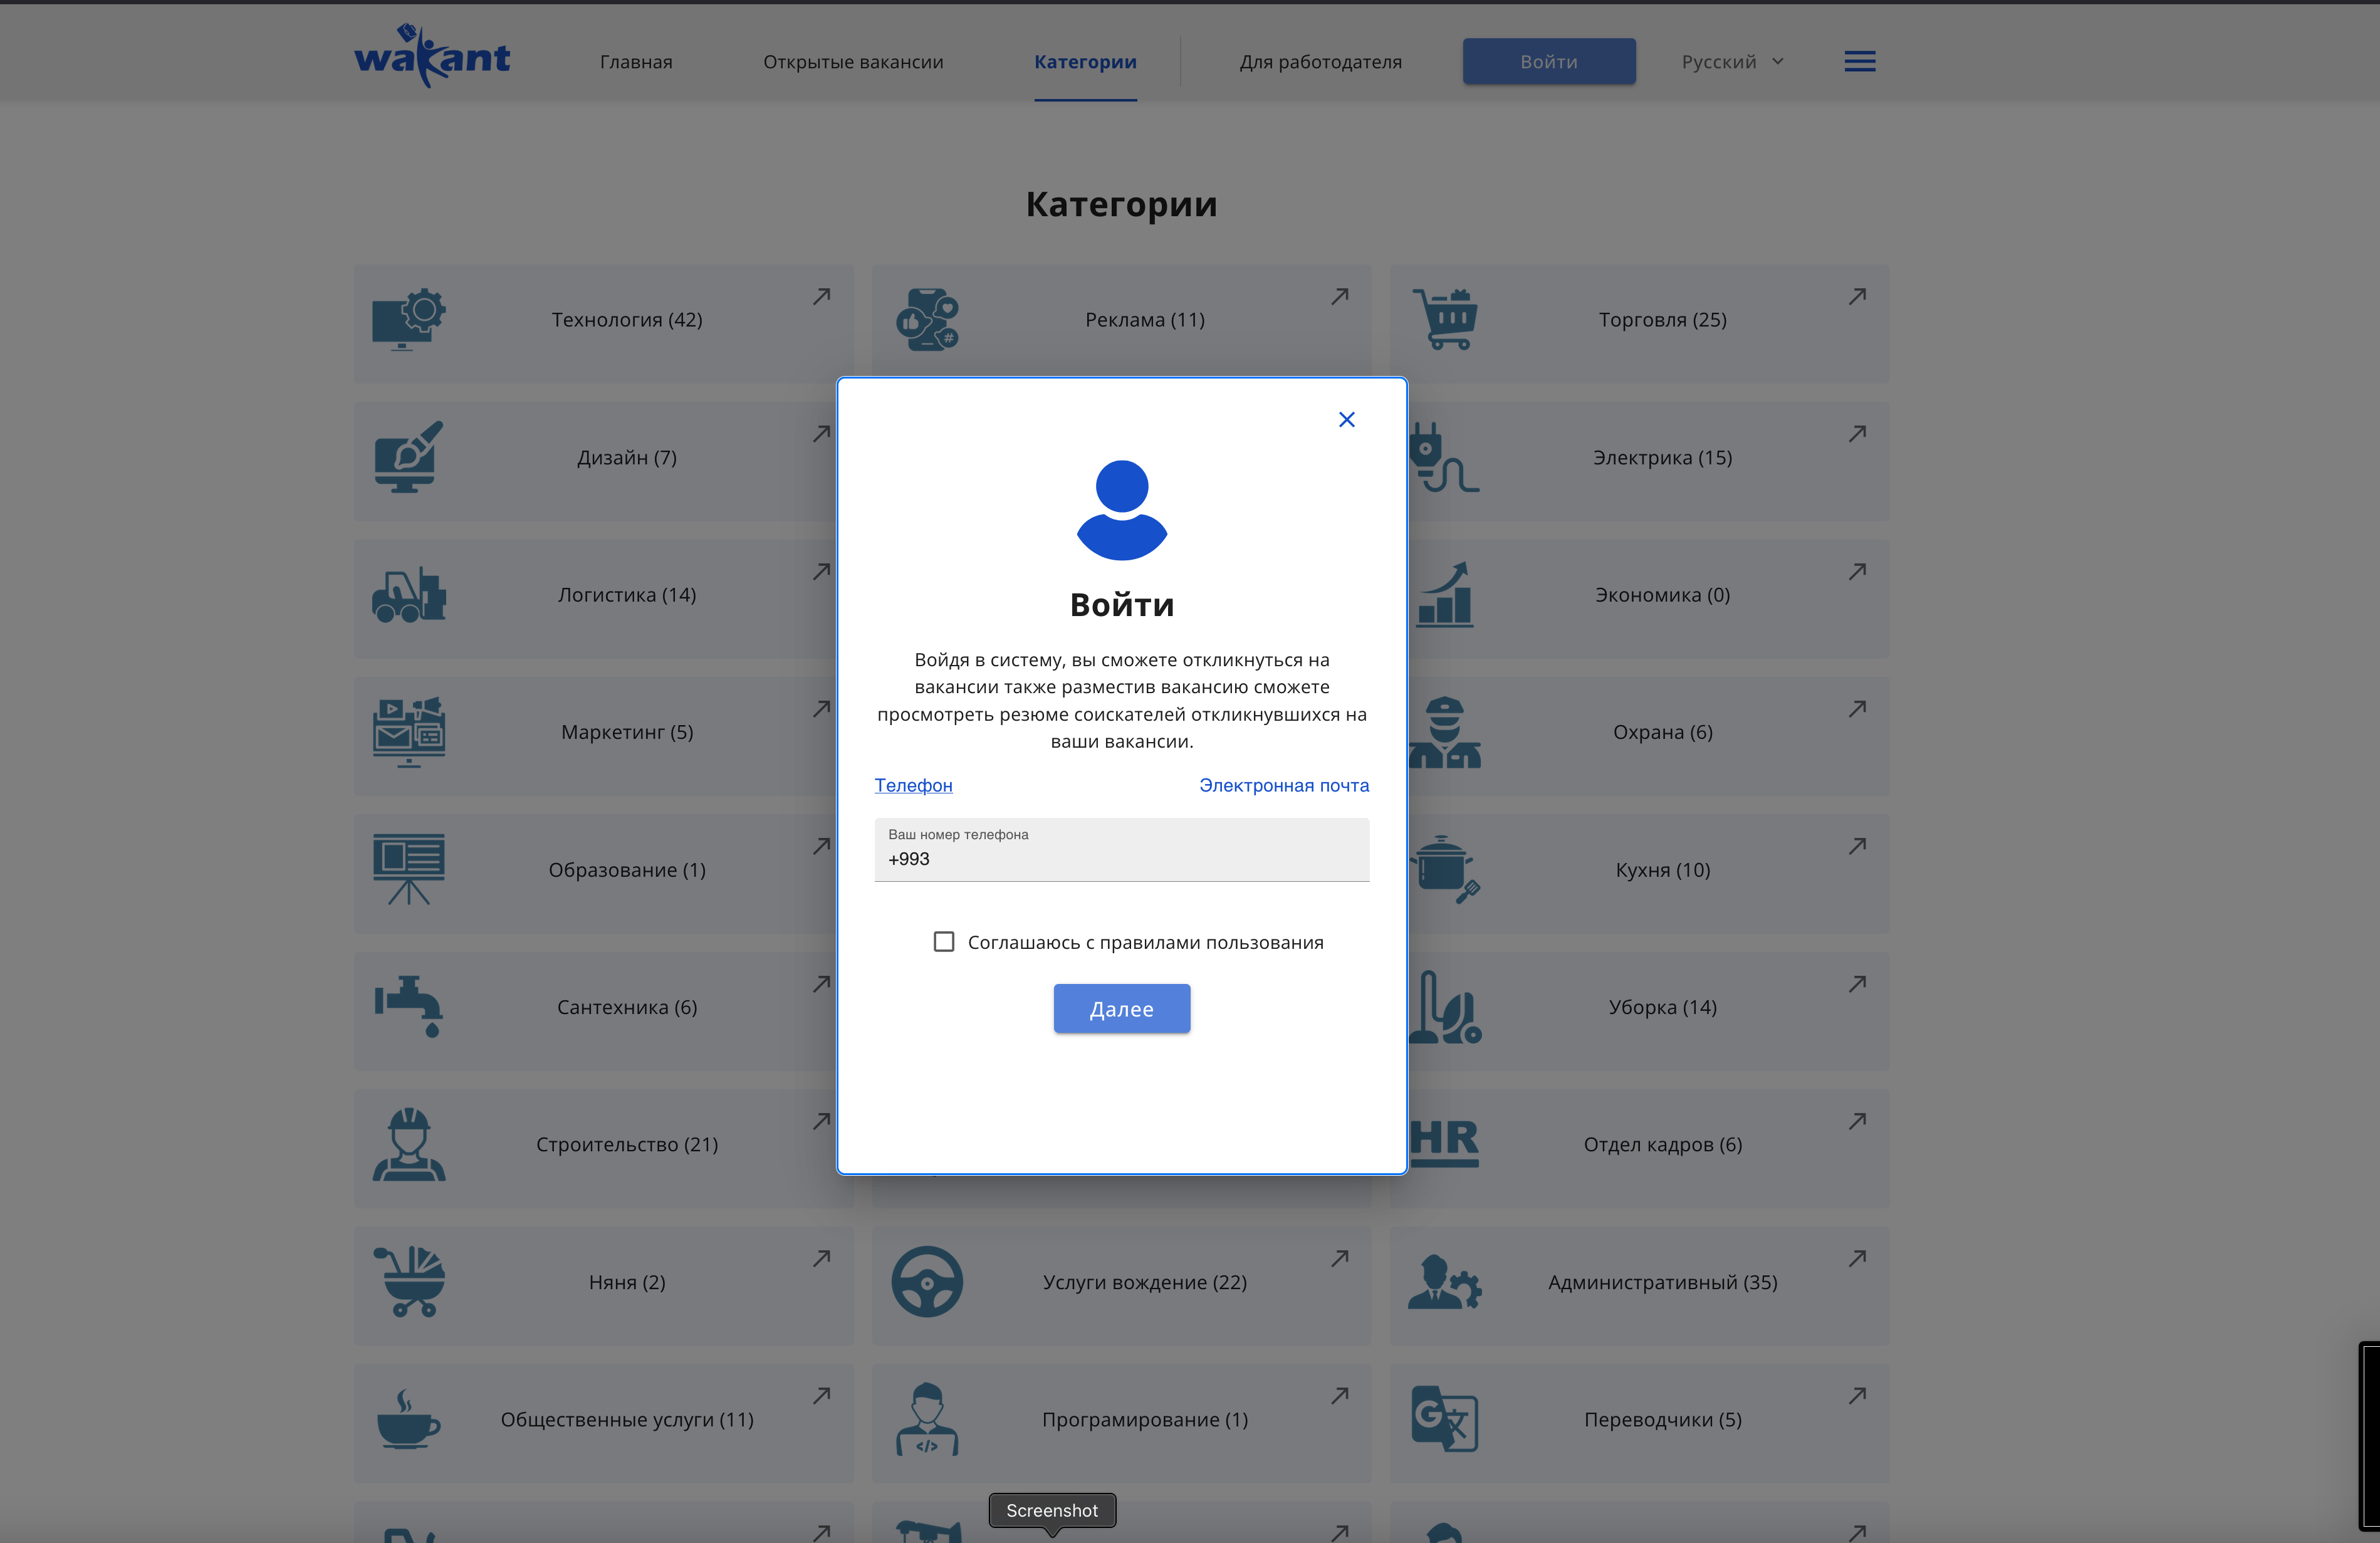 wakant
Главная
Открытые вакансии
Категории
Для работодателя
Войти
Русский
Категории
Технология (42)
Реклама (11)
Торговля (25)
Дизайн (7)
Электрика (15)
Логистика (14)
Экономика (0)
Маркетинг (5)
Охрана (6)
Образование (1)
Кухня (10)
Сантехника (6)
Уборка (14)
Строительство (21)
HR
Отдел кадров (6)
Няня (2)
Услуги вождение (22)
Административный (35)
Общественные услуги (11)
</>
Програмирование (1)
G
Переводчики (5)
Войти
Войдя в систему, вы сможете откликнуться на
вакансии также разместив вакансию сможете
просмотреть резюме соискателей откликнувшихся на
ваши вакансии.
Телефон
Электронная почта
Ваш номер телефона
+993
Соглашаюсь с правилами пользования
Далее
Screenshot